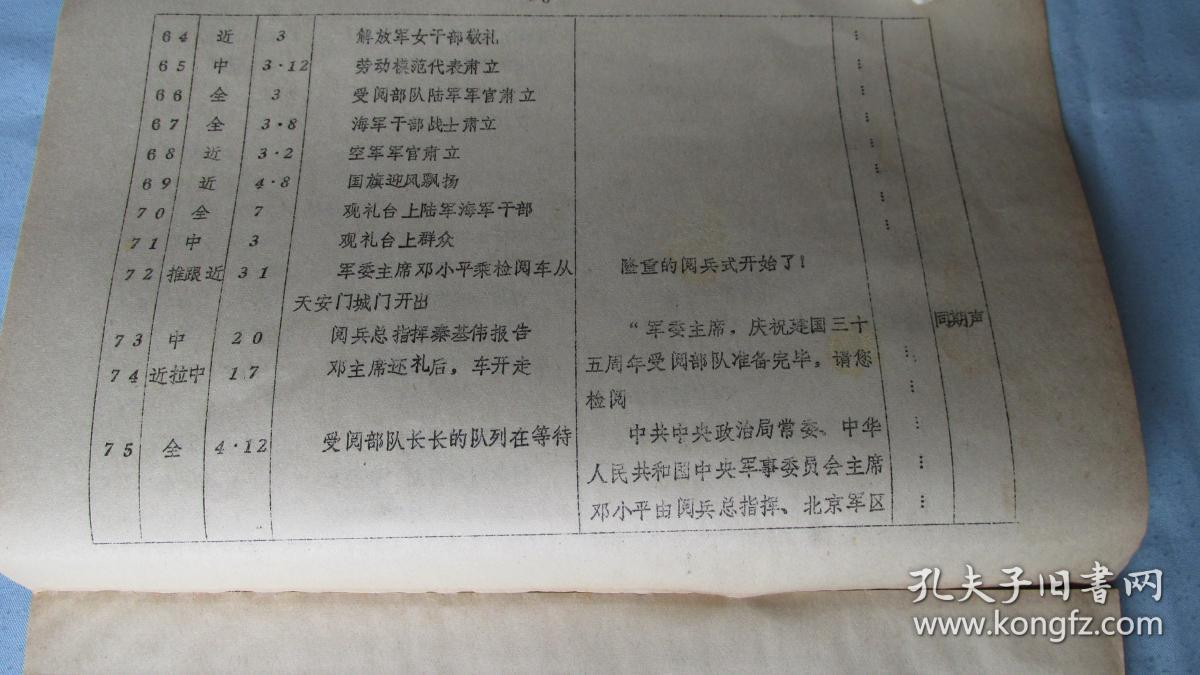 64 近 3 解放军女干部敬礼 …
65 中 3·12 劳动模范代表肃立 …
66 全 3 受阅部队陆军军官肃立 …
67 全 3·8 海军干部战士肃立 …
68 近 3·2 空军军官肃立 …
69 近 4·8 国旗迎风飘扬 …
70 全 7 观礼台上陆军海军干部 …
71 中 3 观礼台上群众
72 推跟近 31 军委主席邓小平乘检阅车从 隆重的阅兵式开始了!
天安门城门开出
73 中 20 阅兵总指挥秦基伟报告 “军委主席，庆祝建国三十 同期声
74 近拉中 17 邓主席还礼后，车开走 五周年受阅部队准备完毕，请您 …
检阅 …
75 全 4·12 受阅部队长长的队列在等待 中共中央政治局常委、中华 …
人民共和国中央军事委员会主席 …
邓小平由阅兵总指挥、北京军区 …
孔夫子旧书网
www.kongfz.com